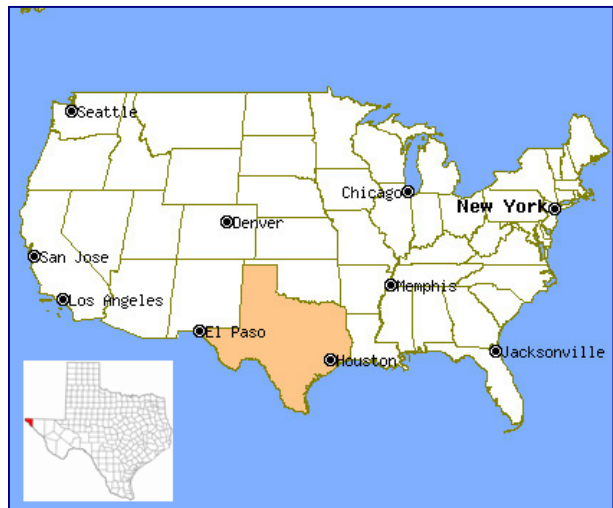 Seattle
Chicago
New York
Denver
San Jose
Memphis
Los Angeles
El Paso
Jacksonville
Houston